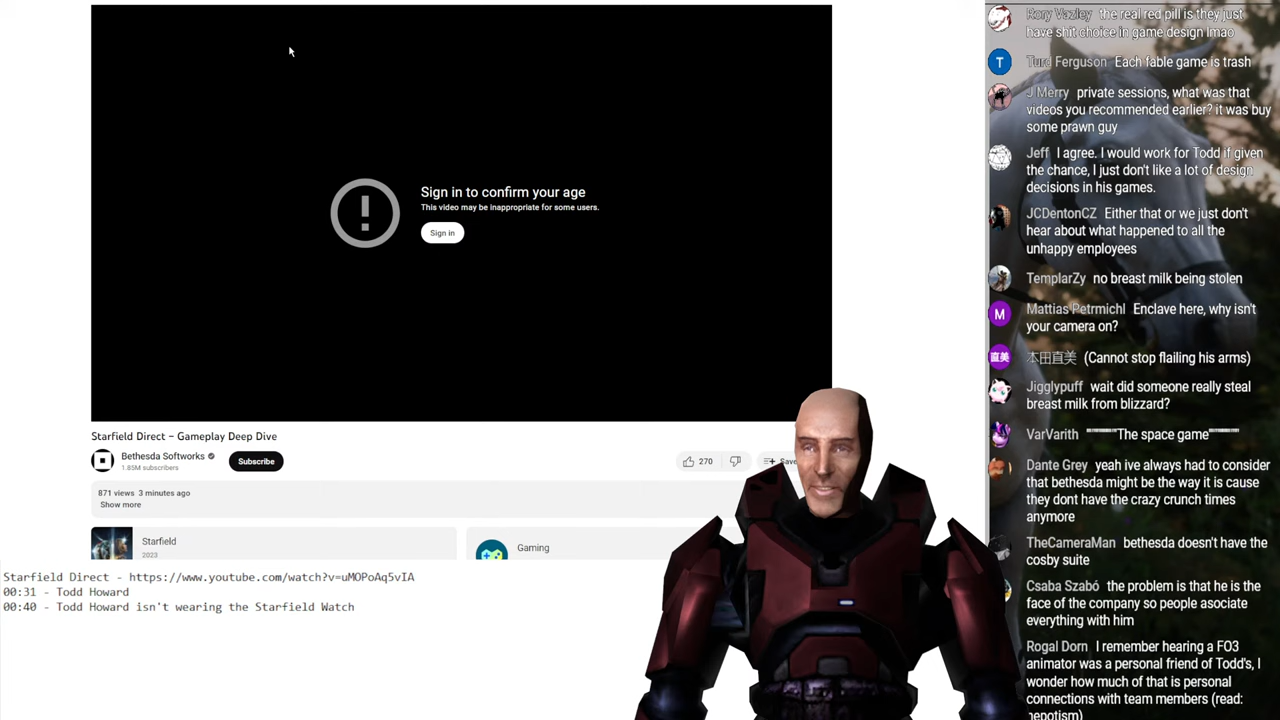 Sign in to confirm your age
This video may be inappropriate for some users.
Sign in
Starfield Direct – Gameplay Deep Dive
Bethesda Softworks
1.85M subscribers
Subscribe
270
Save
871 views 3 minutes ago
Show more
Starfield
2023
Gaming
Starfield Direct - https://www.youtube.com/watch?v=uMOPoAq5vIA
00:31 - Todd Howard
00:40 - Todd Howard isn't wearing the Starfield Watch
Rory Vazley the real red pill is they just
have shit choice in game design lmao
T
Turd Ferguson Each fable game is trash
J Merry private sessions, what was that
videos you recommended earlier? it was buy
some prawn guy
Jeff I agree. I would work for Todd if given
the chance, I just don't like a lot of design
decisions in his games.
JCDentonCZ Either that or we just don't
hear about what happened to all the
unhappy employees
TemplarZy no breast milk being stolen
M
Mattias Petrmichl Enclave here, why isn't
your camera on?
直美
本田直美 (Cannot stop flailing his arms)
Jigglypuff wait did someone really steal
breast milk from blizzard?
VarVarith The space game
Dante Grey yeah ive always had to consider
that bethesda might be the way it is cause
they dont have the crazy crunch times
anymore
TheCameraMan bethesda doesn't have the
cosby suite
Csaba Szabó the problem is that he is the
face of the company so people asociate
everything with him
Rogal Dorn I remember hearing a FO3
animator was a personal friend of Todd's, I
wonder how much of that is personal
connections with team members (read:
nepotism)